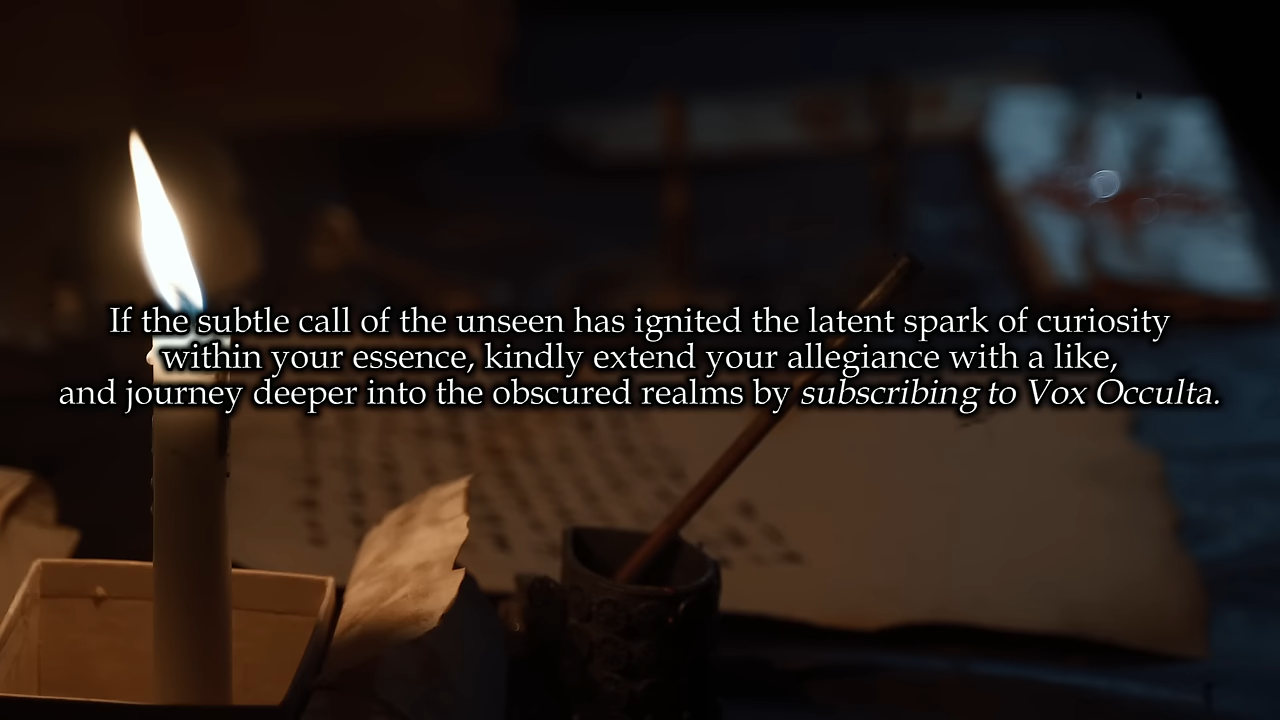 If the subtle call of the unseen has ignited the latent spark of curiosity
within your essence, kindly extend your allegiance with a like,
and journey deeper into the obscured realms by subscribing to Vox Occulta.